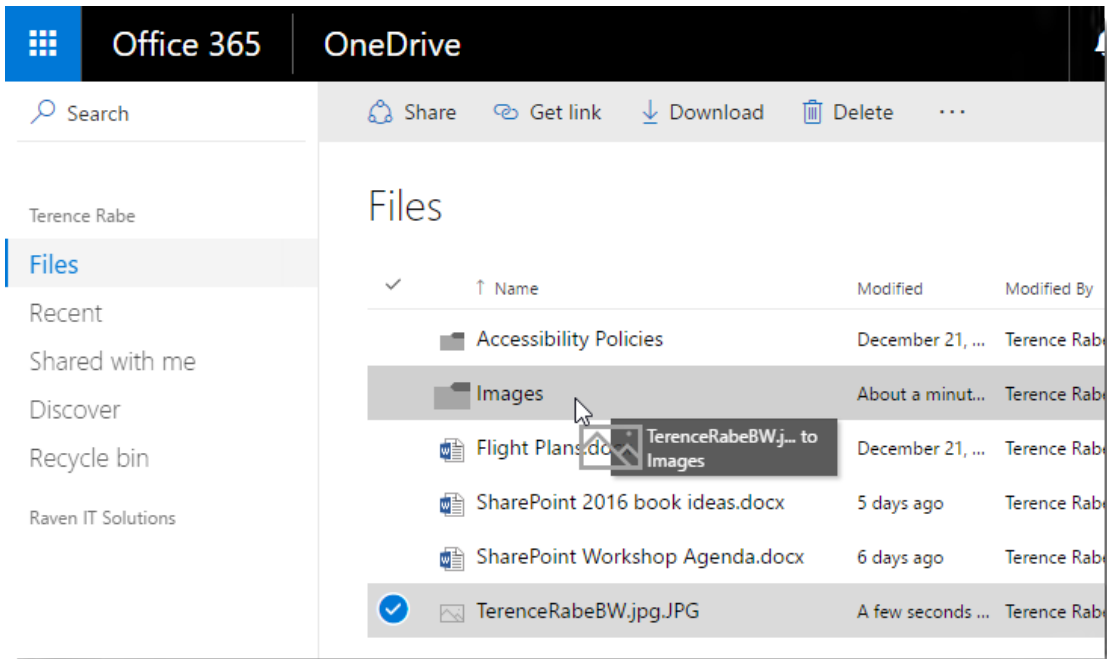 Office 365 OneDrive
Search Share Get link Download Delete ...
Terence Rabe
Files
Recent
Shared with me
Discover
Recycle bin
Raven IT Solutions
Files
↑ Name Modified Modified By
Accessibility Policies December 21, ... Terence Rabe
Images About a minut... Terence Rabe
TerenceRabeBW.j... to
Images
Flight Plans.do December 21, ... Terence Rabe
SharePoint 2016 book ideas.docx 5 days ago Terence Rabe
SharePoint Workshop Agenda.docx 6 days ago Terence Rabe
TerenceRabeBW.jpg.JPG A few seconds ... Terence Rabe